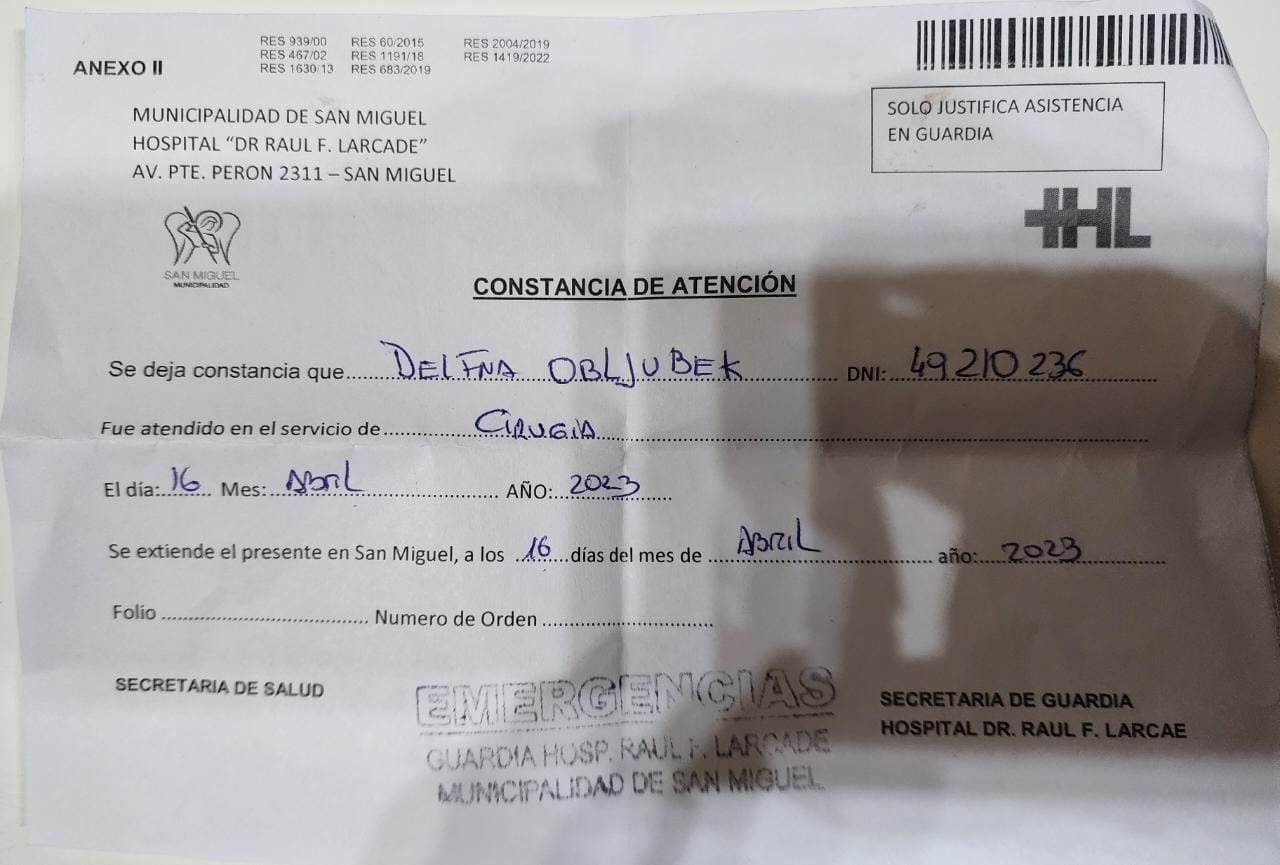 ANEXO II
RES 939/00 RES 60/2015 RES 2004/2019
RES 467/02 RES 1191/18 RES 1419/2022
RES 1630/13 RES 683/2019
MUNICIPALIDAD DE SAN MIGUEL
HOSPITAL “DR RAUL F. LARCADE”
AV. PTE. PERON 2311 – SAN MIGUEL
SOLO JUSTIFICA ASISTENCIA
EN GUARDIA
SAN MIGUEL
MUNICIPALIDAD
HL
CONSTANCIA DE ATENCIÓN
Se deja constancia que DELFNA OBLJUBEK DNI: 49210236
Fue atendido en el servicio de CIRUGIA
El día: 16 Mes: ABRIL AÑO: 2023
Se extiende el presente en San Miguel, a los 16 días del mes de ABRIL año: 2023
Folio Numero de Orden
SECRETARIA DE SALUD
EMERGENCIAS
GUARDIA HOSP. RAUL F. LARCADE
MUNICIPALIDAD DE SAN MIGUEL
SECRETARIA DE GUARDIA
HOSPITAL DR. RAUL F. LARCAE